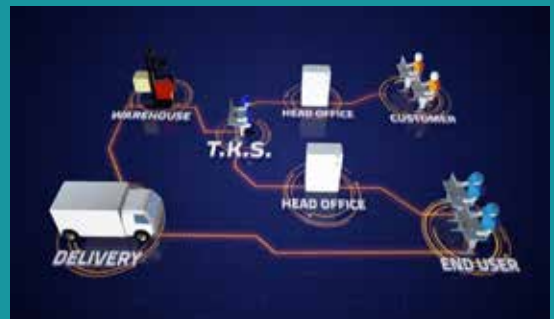 WAREHOUSE
HEAD OFFICE
CUSTOMER
T.K.S.
HEAD OFFICE
DELIVERY
END USER